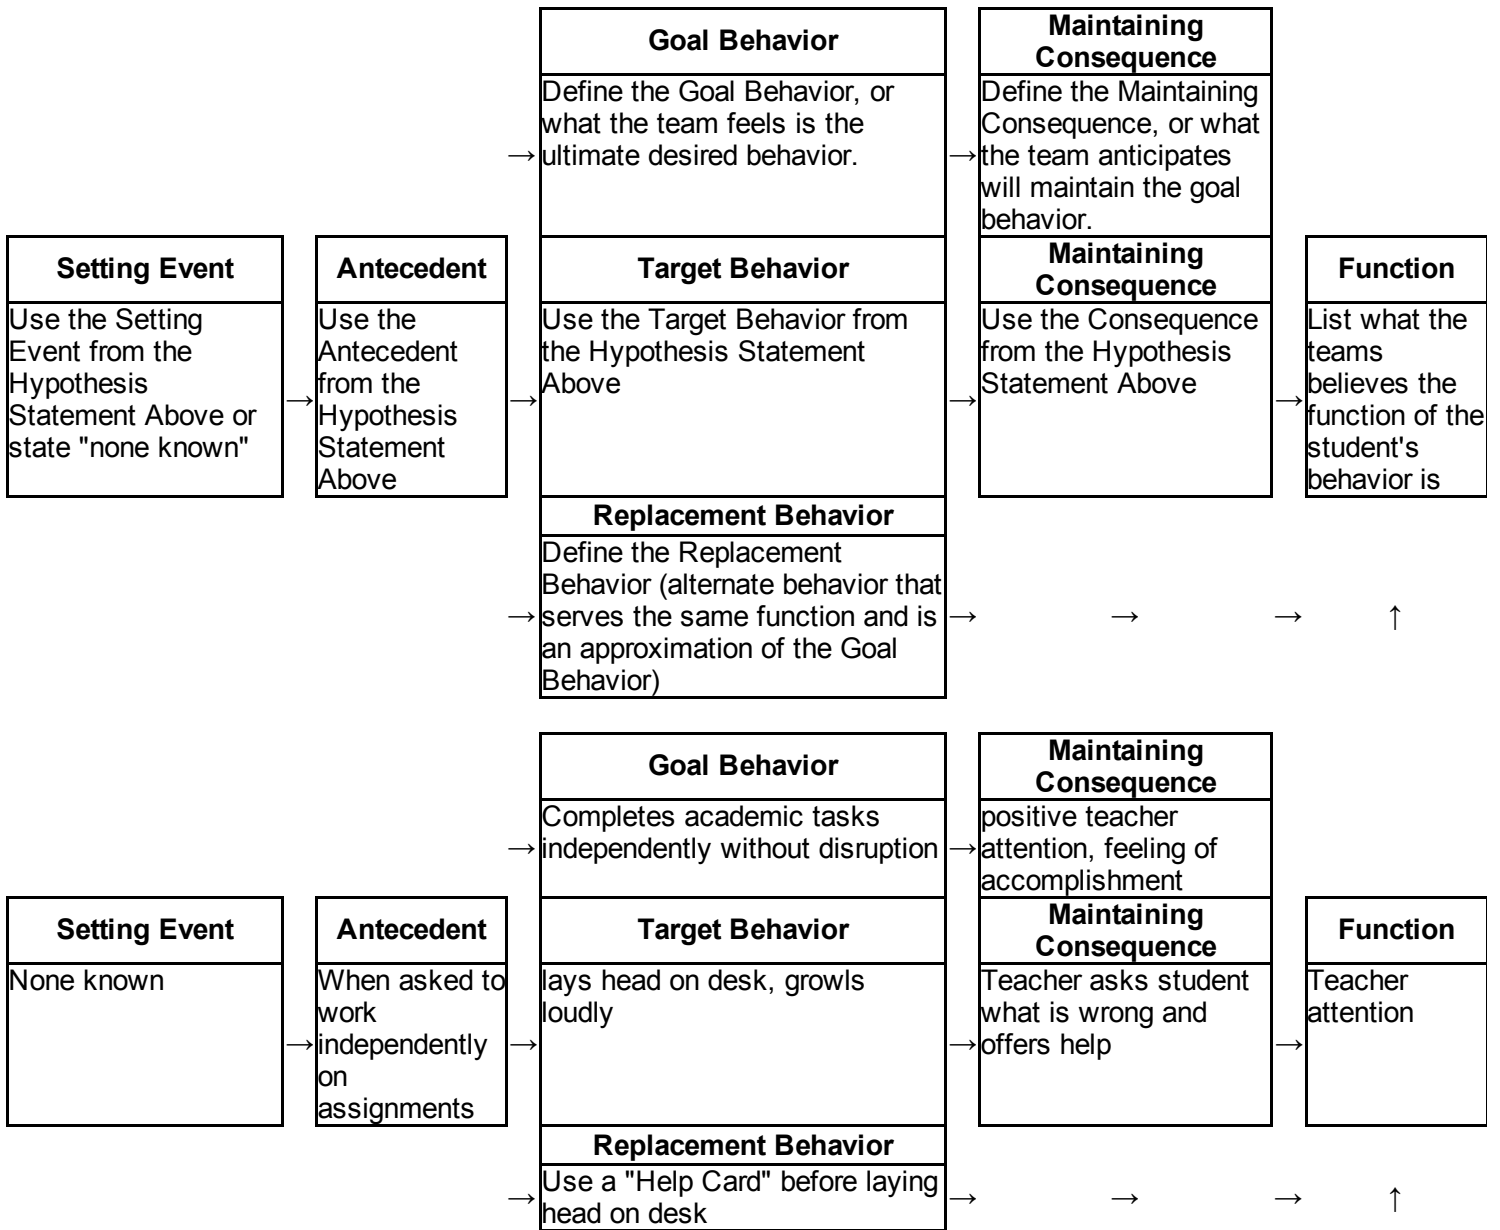 Goal Behavior
Define the Goal Behavior, or
what the team feels is the
→ultimate desired behavior.
Maintaining
Consequence
Define the Maintaining
Consequence, or what
→the team anticipates
will maintain the goal
behavior.
Setting Event
Use the Setting
Event from the
Hypothesis
Statement Above or
state "none known"
→
Antecedent
Use the
Antecedent
from the
Hypothesis
Statement
Above
→
Target Behavior
Use the Target Behavior from
the Hypothesis Statement
Above
→
Maintaining
Consequence
Use the Consequence
from the Hypothesis
Statement Above
→
Function
List what the
teams
believes the
function of the
student's
behavior is
Replacement Behavior
Define the Replacement
Behavior (alternate behavior that
→serves the same function and is → → → ↑
an approximation of the Goal
Behavior)
Goal Behavior
Completes academic tasks
→independently without disruption
Maintaining
Consequence
positive teacher
→attention, feeling of
accomplishment
Setting Event
None known
→
Antecedent
When asked to
work
independently
on
assignments
→
Target Behavior
lays head on desk, growls
loudly
→
Maintaining
Consequence
Teacher asks student
what is wrong and
offers help
→
Function
Teacher
attention
Replacement Behavior
→Use a "Help Card" before laying → → → ↑
head on desk